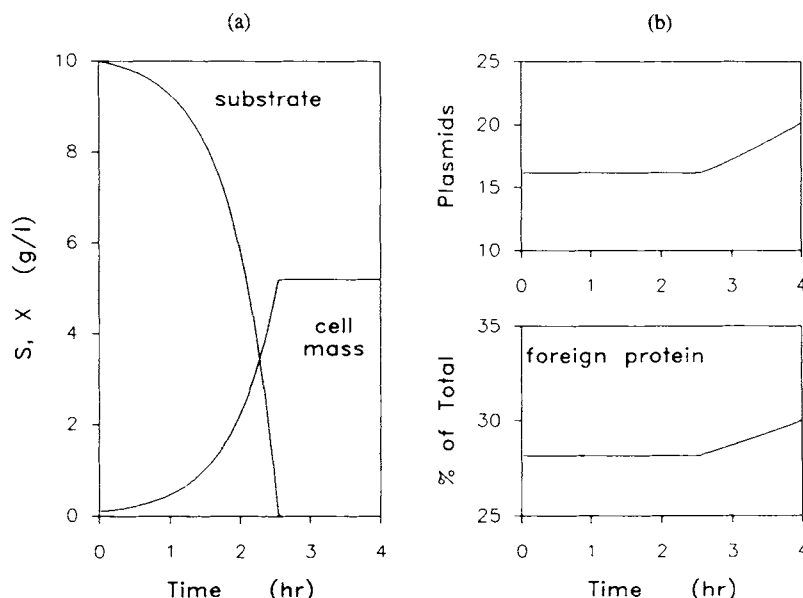 (a)
10
8
6
4
2
0
S, X (g/l)
substrate
cell
mass
0 1 2 3 4
Time (hr)
(b)
25
20
15
10
Plasmids
0 1 2 3 4
35
30
25
% of Total
foreign protein
0 1 2 3 4
Time (hr)